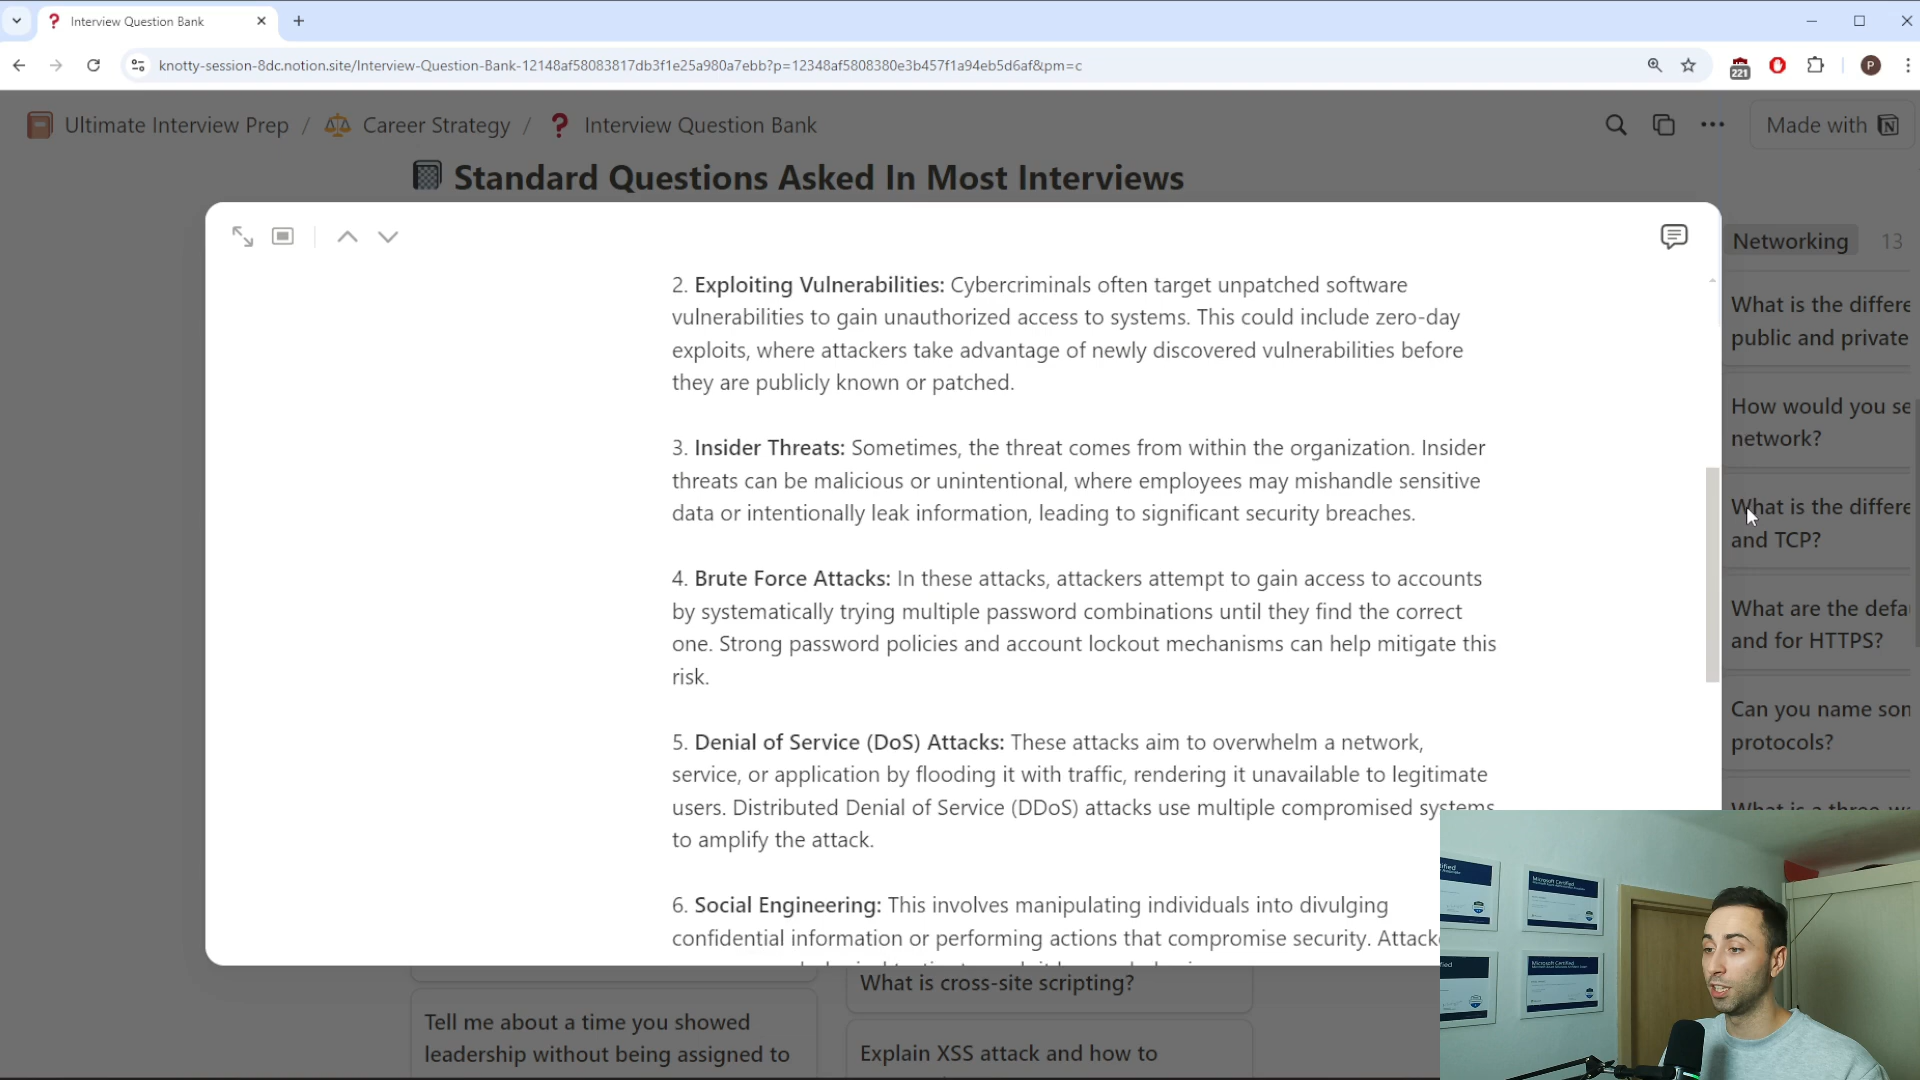 Interview Question Bank
knotty-session-8dc.notion.site/Interview-Question-Bank-12148af58083817db3f1e25a980a7ebb?p=12348af5808380e3b457f1a94eb5d6af&pm=c
221
P
Ultimate Interview Prep / Career Strategy / Interview Question Bank
Made with
Standard Questions Asked In Most Interviews
Networking 13
2. Exploiting Vulnerabilities: Cybercriminals often target unpatched software
vulnerabilities to gain unauthorized access to systems. This could include zero-day
exploits, where attackers take advantage of newly discovered vulnerabilities before
they are publicly known or patched.
3. Insider Threats: Sometimes, the threat comes from within the organization. Insider
threats can be malicious or unintentional, where employees may mishandle sensitive
data or intentionally leak information, leading to significant security breaches.
4. Brute Force Attacks: In these attacks, attackers attempt to gain access to accounts
by systematically trying multiple password combinations until they find the correct
one. Strong password policies and account lockout mechanisms can help mitigate this
risk.
5. Denial of Service (DoS) Attacks: These attacks aim to overwhelm a network,
service, or application by flooding it with traffic, rendering it unavailable to legitimate
users. Distributed Denial of Service (DDoS) attacks use multiple compromised systems
to amplify the attack.
6. Social Engineering: This involves manipulating individuals into divulging
confidential information or performing actions that compromise security. Attack
What is the differe
public and private
How would you se
network?
What is the differe
and TCP?
What are the defa
and for HTTPS?
Can you name son
protocols?
What is a three-w
What is cross-site scripting?
Tell me about a time you showed
leadership without being assigned to
Explain XSS attack and how to
Microsoft Certified
Microsoft Certified